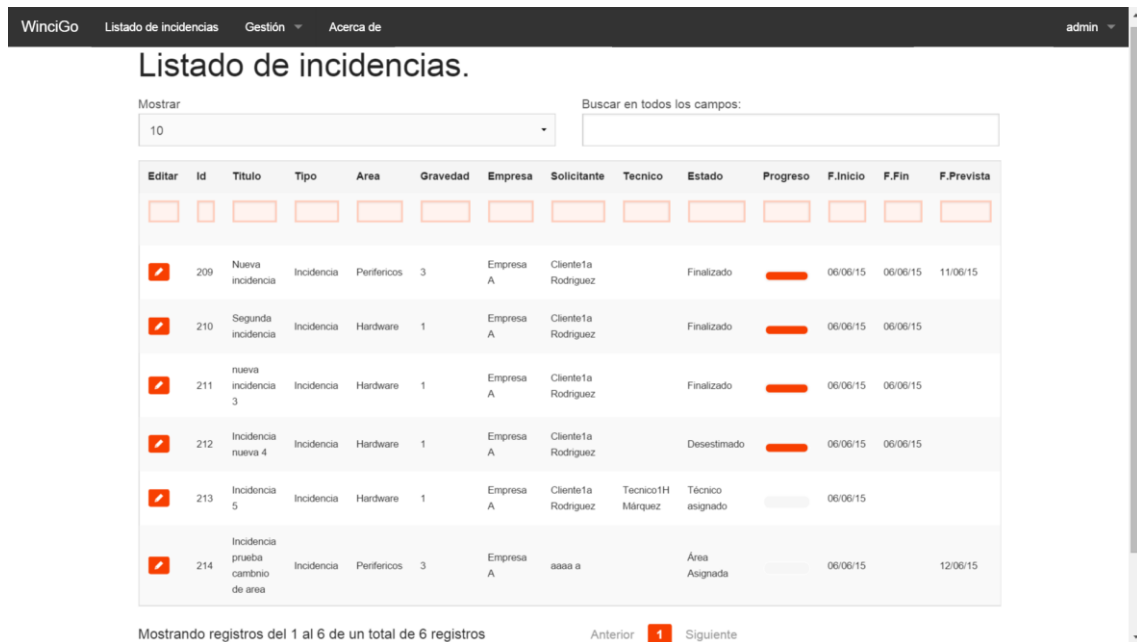 WinciGo Listado de incidencias Gestión Acerca de admin
Listado de incidencias.
Mostrar Buscar en todos los campos:
10
Editar Id Titulo Tipo Area Gravedad Empresa Solicitante Tecnico Estado Progreso F.Inicio F.Fin F.Prevista
209 Nueva incidencia Incidencia Perifericos 3 Empresa A Cliente1a Rodriguez Finalizado 06/06/15 06/06/15 11/06/15
210 Segunda incidencia Incidencia Hardware 1 Empresa A Cliente1a Rodriguez Finalizado 06/06/15 06/06/15
211 nueva incidencia 3 Incidencia Hardware 1 Empresa A Cliente1a Rodriguez Finalizado 06/06/15 06/06/15
212 Incidencia nueva 4 Incidencia Hardware 1 Empresa A Cliente1a Rodriguez Desestimado 06/06/15 06/06/15
213 Incidencia 5 Incidencia Hardware 1 Empresa A Cliente1a Rodriguez Tecnico1H Márquez Técnico asignado 06/06/15
214 Incidencia prueba cambnio de area Incidencia Perifericos 3 Empresa A aaaa a Área Asignada 06/06/15 12/06/15
Mostrando registros del 1 al 6 de un total de 6 registros Anterior 1 Siguiente